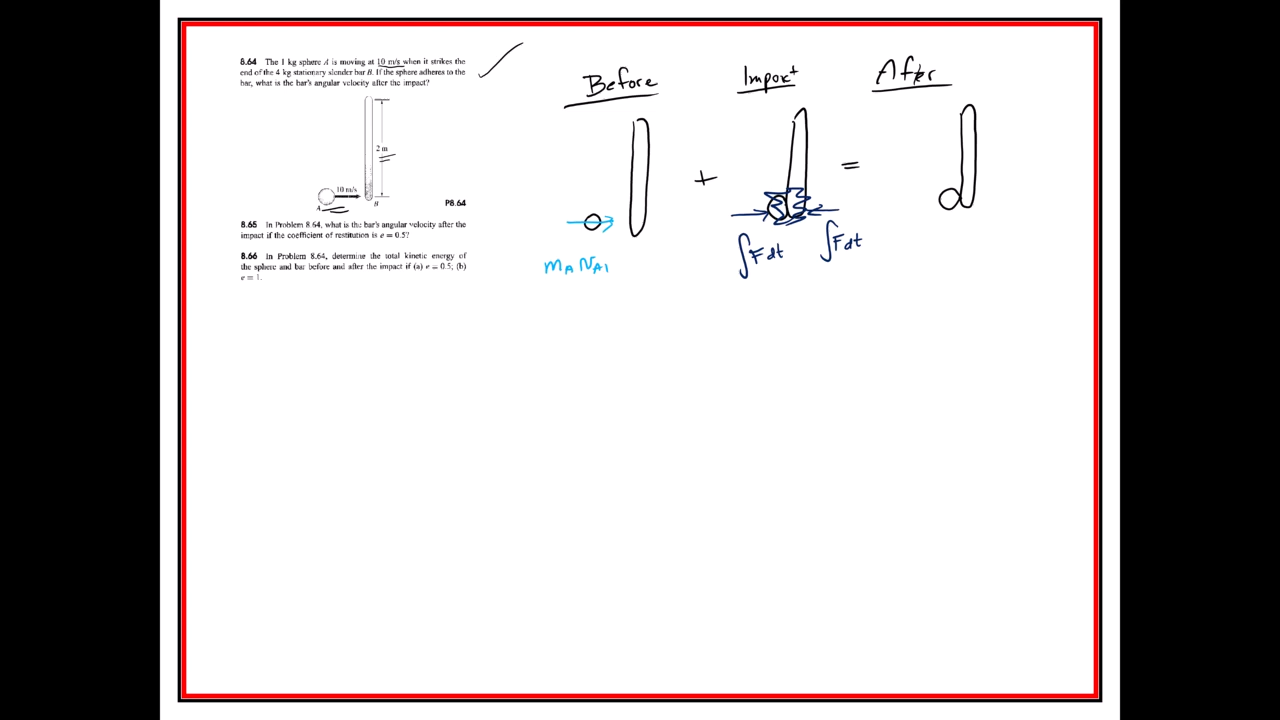 8.64 The 1 kg sphere A is moving at 10 m/s when it strikes the
end of the 4 kg stationary slender bar B. If the sphere adheres to the
bar, what is the bar's angular velocity after the impact?
2 m
10 m/s
A
B
P8.64
8.65 In Problem 8.64, what is the bar's angular velocity after the
impact if the coefficient of restitution is e = 0.5?
8.66 In Problem 8.64, determine the total kinetic energy of
the sphere and bar before and after the impact if (a) e = 0.5; (b)
e = 1.
Before
Impact
After
+
=
∫Fdt
∫Fdt
mA vA1